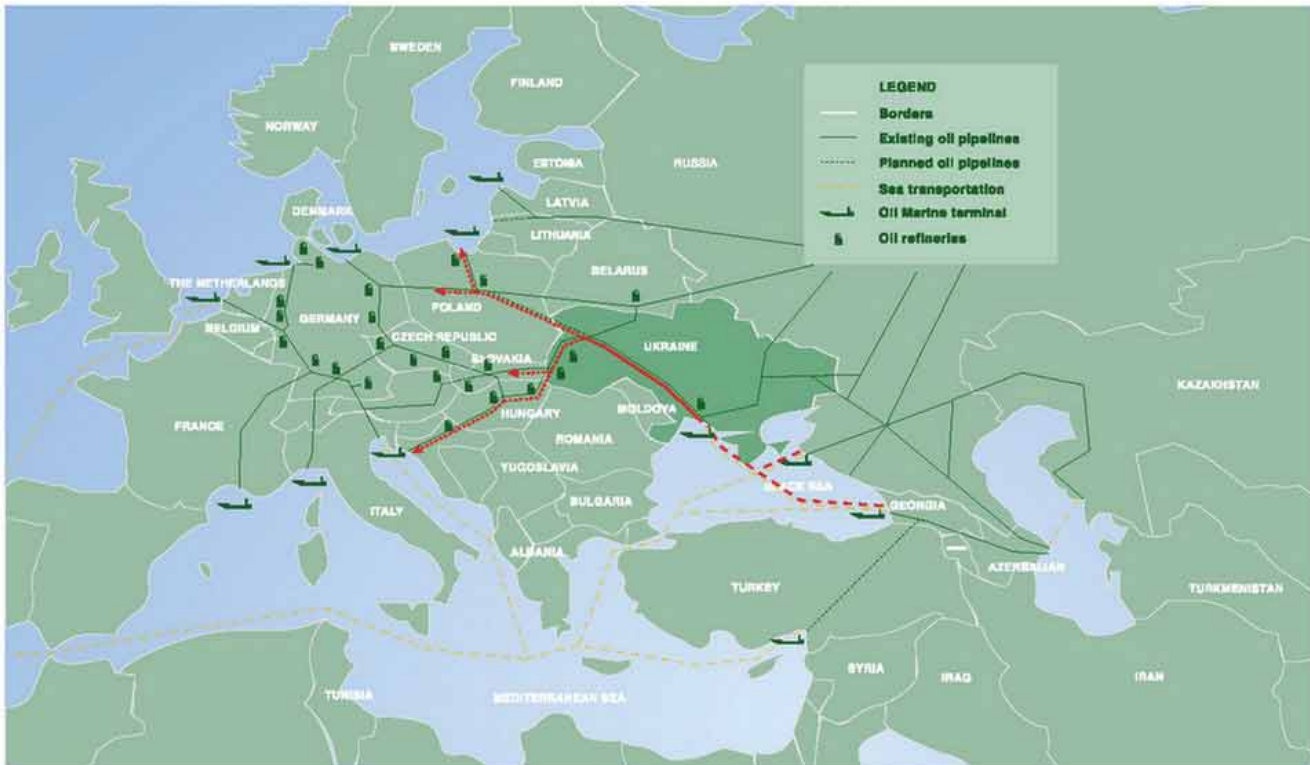 SWEDEN
FINLAND
NORWAY
RUSSIA
ESTONIA
LATVIA
DENMARK
LITHUANIA
BELARUS
THE NETHERLANDS
POLAND
BELGIUM
GERMANY
CZECH REPUBLIC
UKRAINE
SLOVAKIA
KAZAKHSTAN
FRANCE
HUNGARY
MOLDOVA
ROMANIA
YUGOSLAVIA
BLACK SEA
BULGARIA
GEORGIA
ITALY
ALBANIA
AZERBAIJAN
TURKEY
TURKMENISTAN
SYRIA
IRAQ
IRAN
TUNISIA
MEDITERRANEAN SEA
LEGEND
Borders
Existing oil pipelines
Planned oil pipelines
Sea transportation
Oil Marine terminal
Oil refineries